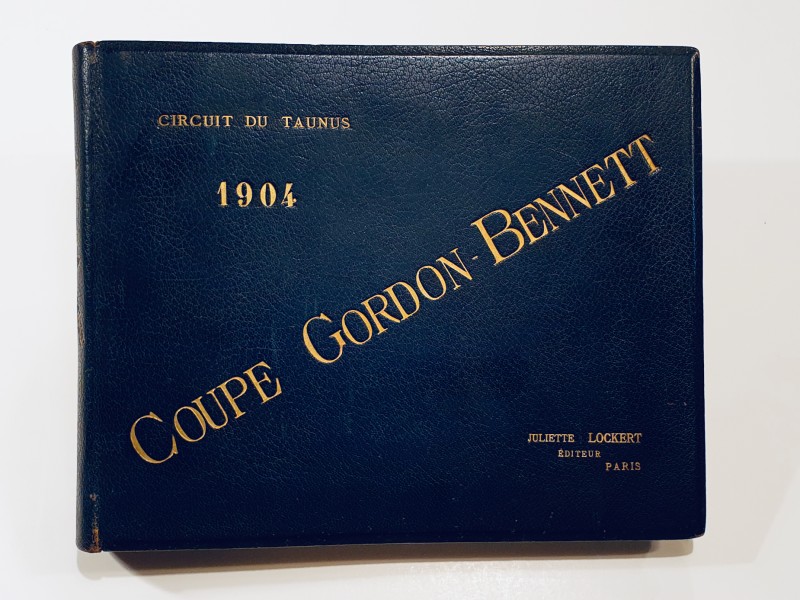 CIRCUIT DU TAUNUS
1904
COUPE GORDON-BENNETT
JULIETTE LOCKERT
ÉDITEUR
PARIS